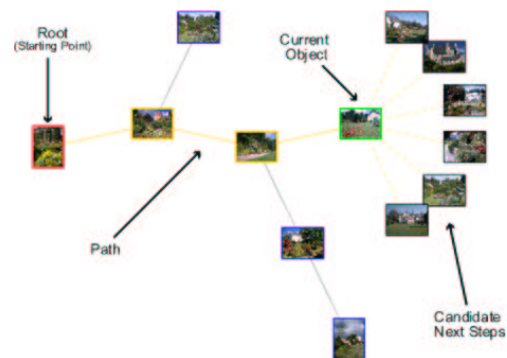 Root
(Starting Point)
Current
Object
Path
Candidate
Next Steps